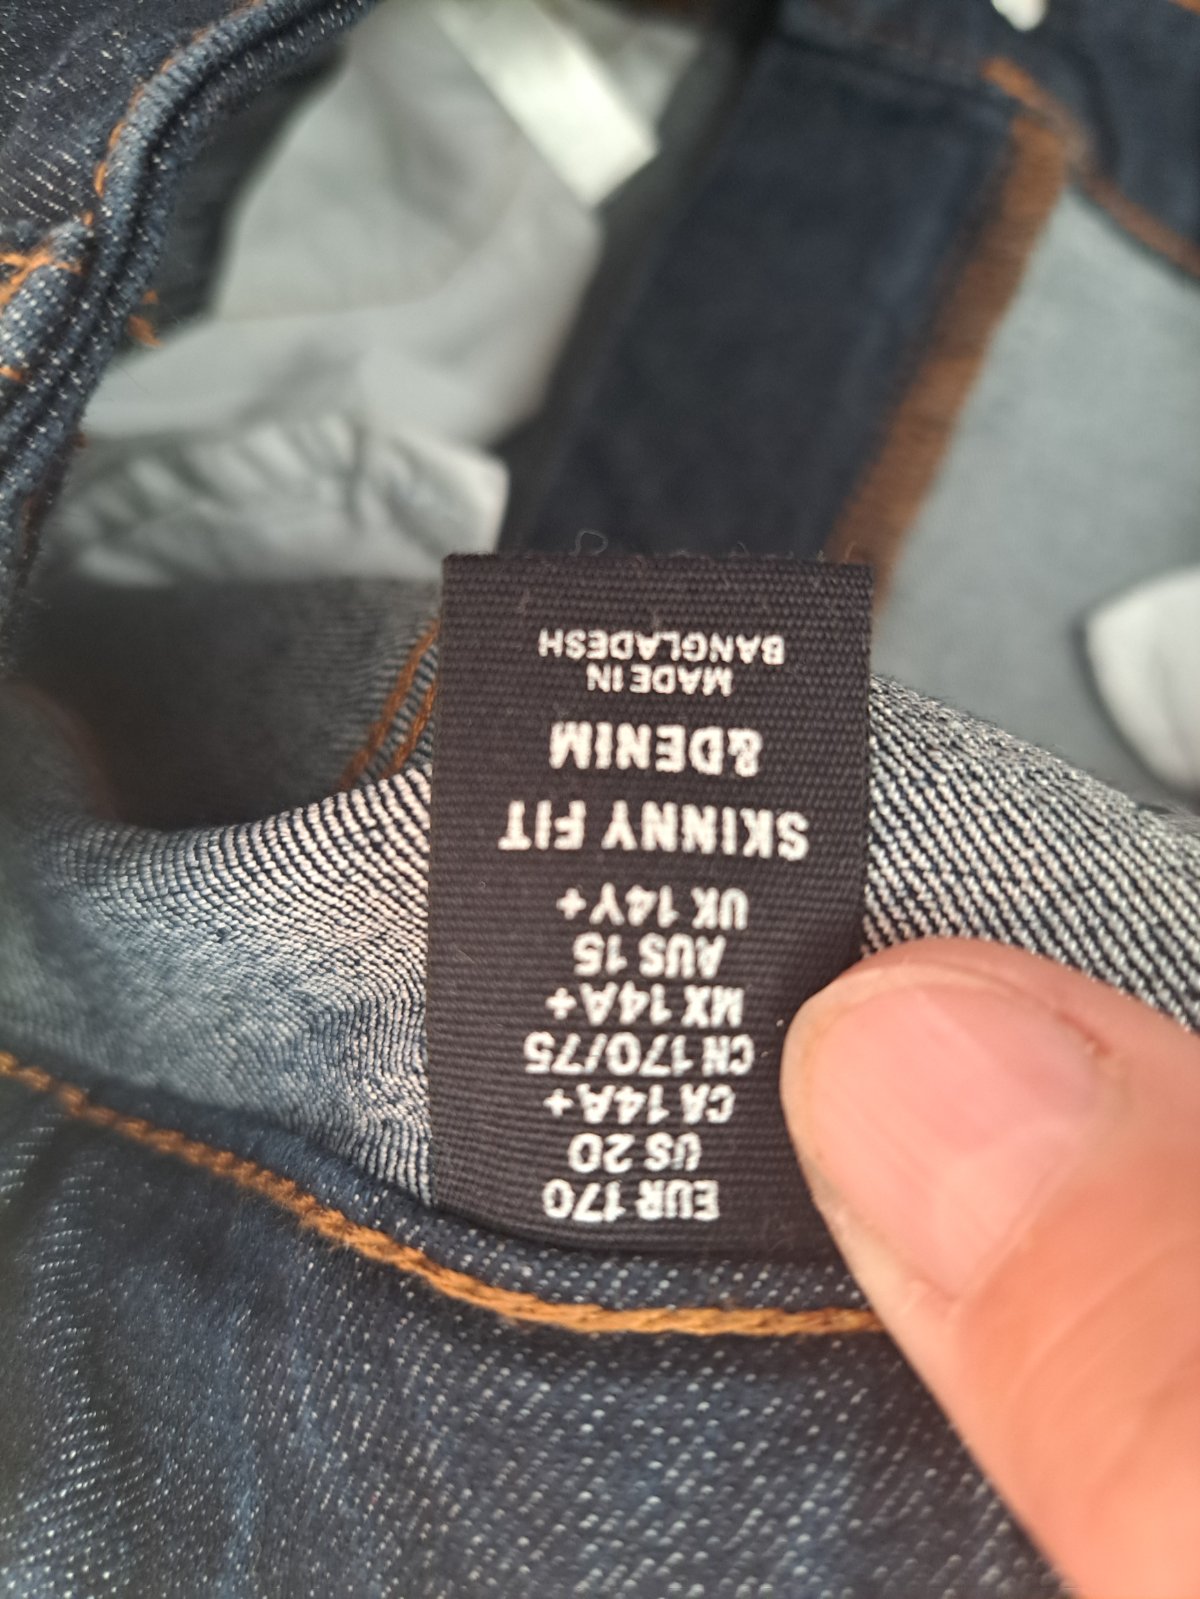 EUR 170
US 20
CA 14A+
CN 170/75
MX 14A+
AUS 15
UK 14Y+
SKINNY FIT
&DENIM
MADE IN
BANGLADESH